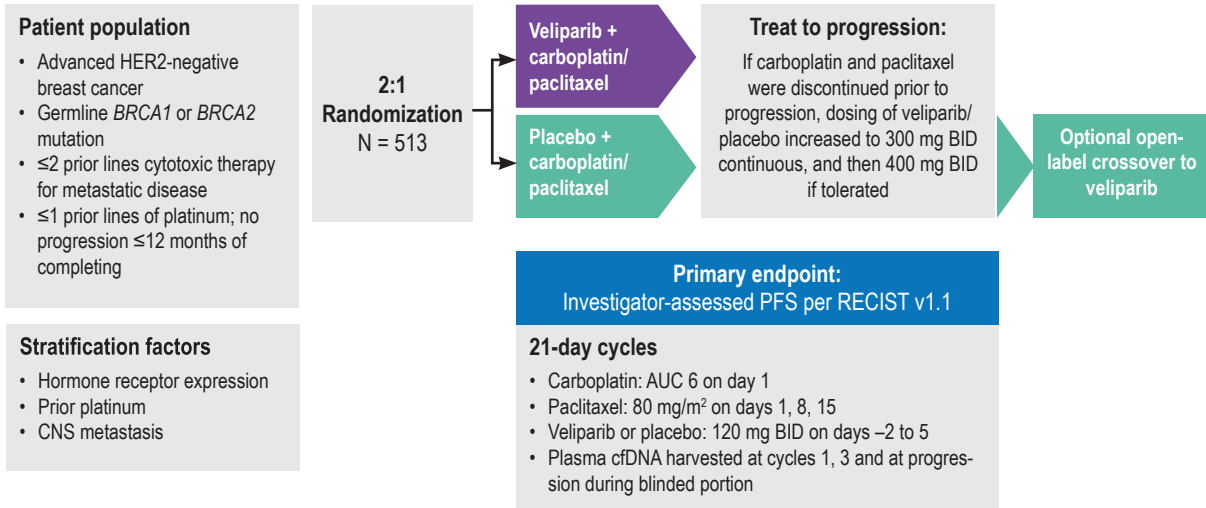 Patient population
• Advanced HER2-negative
breast cancer
• Germline BRCA1 or BRCA2
mutation
• ≤2 prior lines cytotoxic therapy
for metastatic disease
• ≤1 prior lines of platinum; no
progression ≤12 months of
completing
Stratification factors
• Hormone receptor expression
• Prior platinum
• CNS metastasis
2:1
Randomization
N = 513
Veliparib +
carboplatin/
paclitaxel
Placebo +
carboplatin/
paclitaxel
Treat to progression:
If carboplatin and paclitaxel
were discontinued prior to
progression, dosing of veliparib/
placebo increased to 300 mg BID
continuous, and then 400 mg BID
if tolerated
Optional open-
label crossover to
veliparib
Primary endpoint:
Investigator-assessed PFS per RECIST v1.1
21-day cycles
• Carboplatin: AUC 6 on day 1
• Paclitaxel: 80 mg/m² on days 1, 8, 15
• Veliparib or placebo: 120 mg BID on days –2 to 5
• Plasma cfDNA harvested at cycles 1, 3 and at progres-
sion during blinded portion